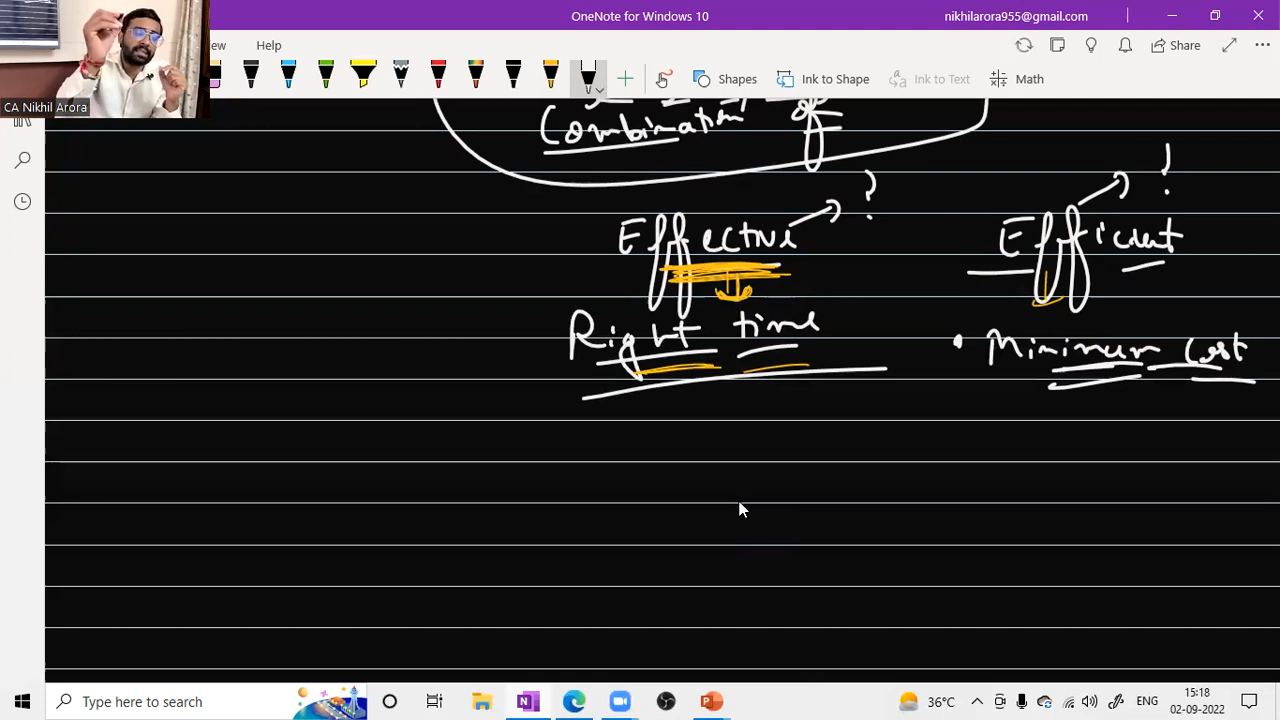 OneNote for Windows 10
nikhilarora955@gmail.com
Help
Share
Shapes
Ink to Shape
Ink to Text
Math
CA Nikhil Arora
Combination of
Effective → ?
Efficient → ?
Right time
• Minimum Cost
Type here to search
36°C
ENG
15:18
02-09-2022